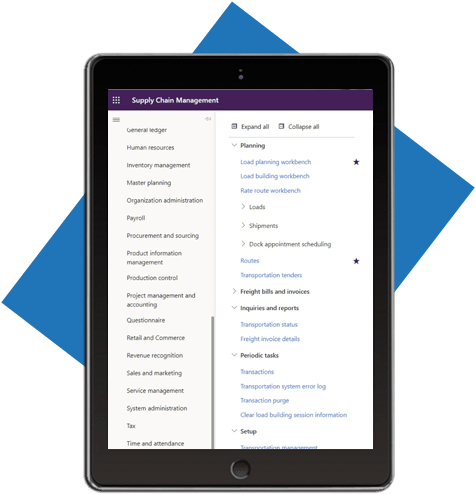 Supply Chain Management
General ledger
Human resources
Inventory management
Master planning
Organization administration
Payroll
Procurement and sourcing
Product information
management
Production control
Project management and
accounting
Questionnaire
Retail and Commerce
Revenue recognition
Sales and marketing
Service management
System administration
Tax
Time and attendance
Expand all Collapse all
Planning
Load planning workbench
Load building workbench
Rate route workbench
Loads
Shipments
Dock appointment scheduling
Routes
Transportation tenders
Freight bills and invoices
Inquiries and reports
Transportation status
Freight invoice details
Periodic tasks
Transactions
Transportation system error log
Transaction purge
Clear load building session information
Setup
Transportation management